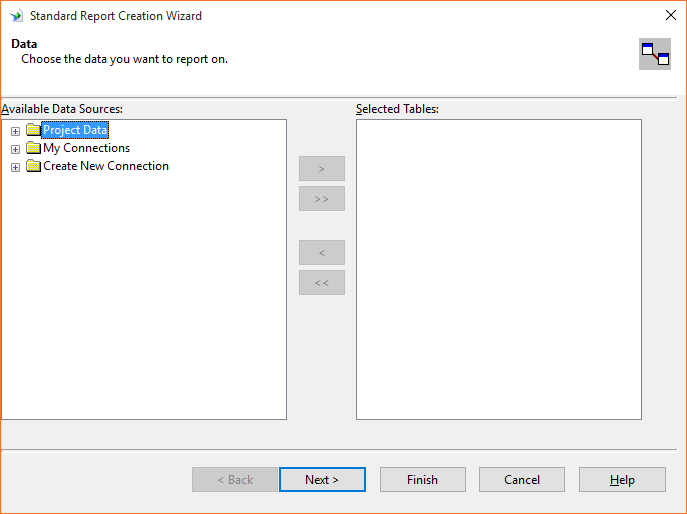 Standard Report Creation Wizard
Data
Choose the data you want to report on.
Available Data Sources:
Project Data
My Connections
Create New Connection
>
>>
<
<<
Selected Tables:
< Back
Next >
Finish
Cancel
Help